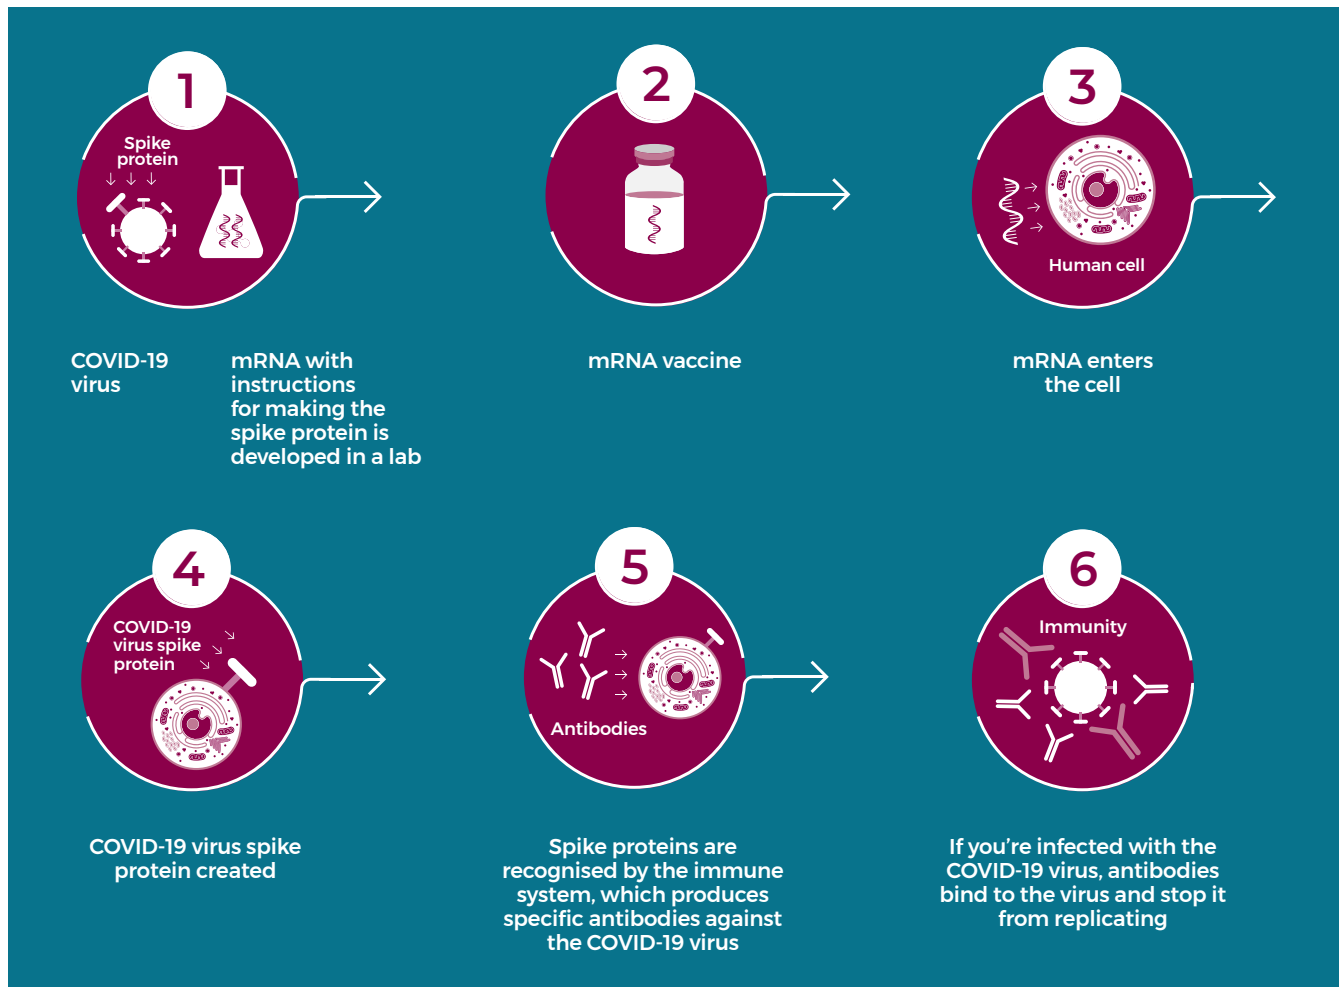 1
Spike
protein
COVID-19
virus
mRNA with
instructions
for making the
spike protein is
developed in a lab
2
mRNA vaccine
3
Human cell
mRNA enters
the cell
4
COVID-19
virus spike
protein
COVID-19 virus spike
protein created
5
Antibodies
Spike proteins are
recognised by the immune
system, which produces
specific antibodies against
the COVID-19 virus
6
Immunity
If you’re infected with the
COVID-19 virus, antibodies
bind to the virus and stop it
from replicating